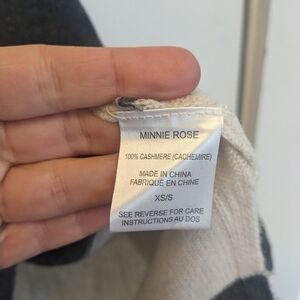 MINNIE ROSE
100% CASHMERE (CACHEMIRE)
MADE IN CHINA
FABRIQUÉ EN CHINE
XS/S
SEE REVERSE FOR CARE
INSTRUCTIONS AU DOS